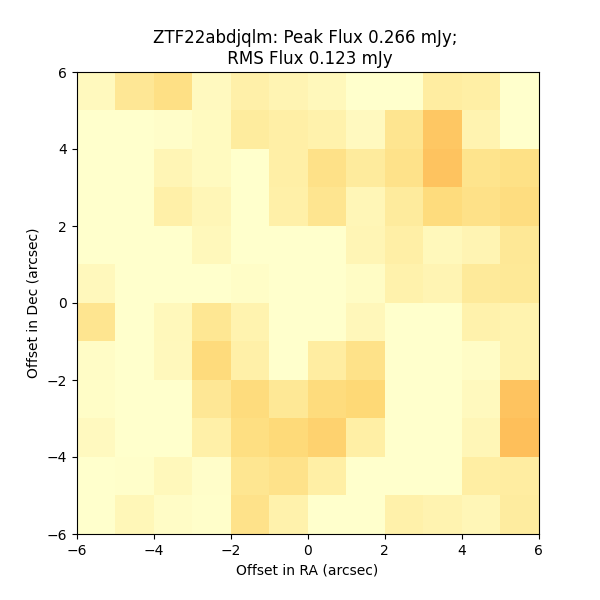 ZTF22abdjqlm: Peak Flux 0.266 mJy;
RMS Flux 0.123 mJy
6
4
2
0
−2
−4
−6
Offset in Dec (arcsec)
−6 −4 −2 0 2 4 6
Offset in RA (arcsec)